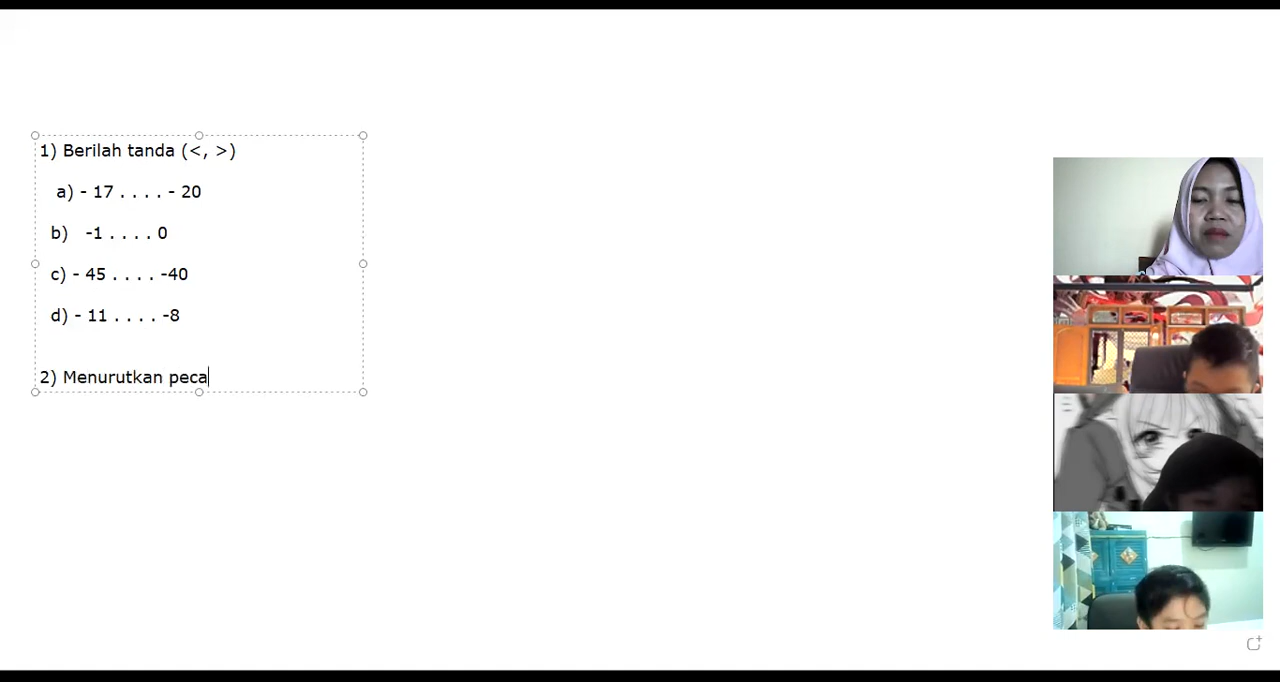 1) Berilah tanda (<, >)
a) - 17 . . . . - 20
b) -1 . . . . 0
c) - 45 . . . . -40
d) - 11 . . . . -8
2) Menurutkan peca